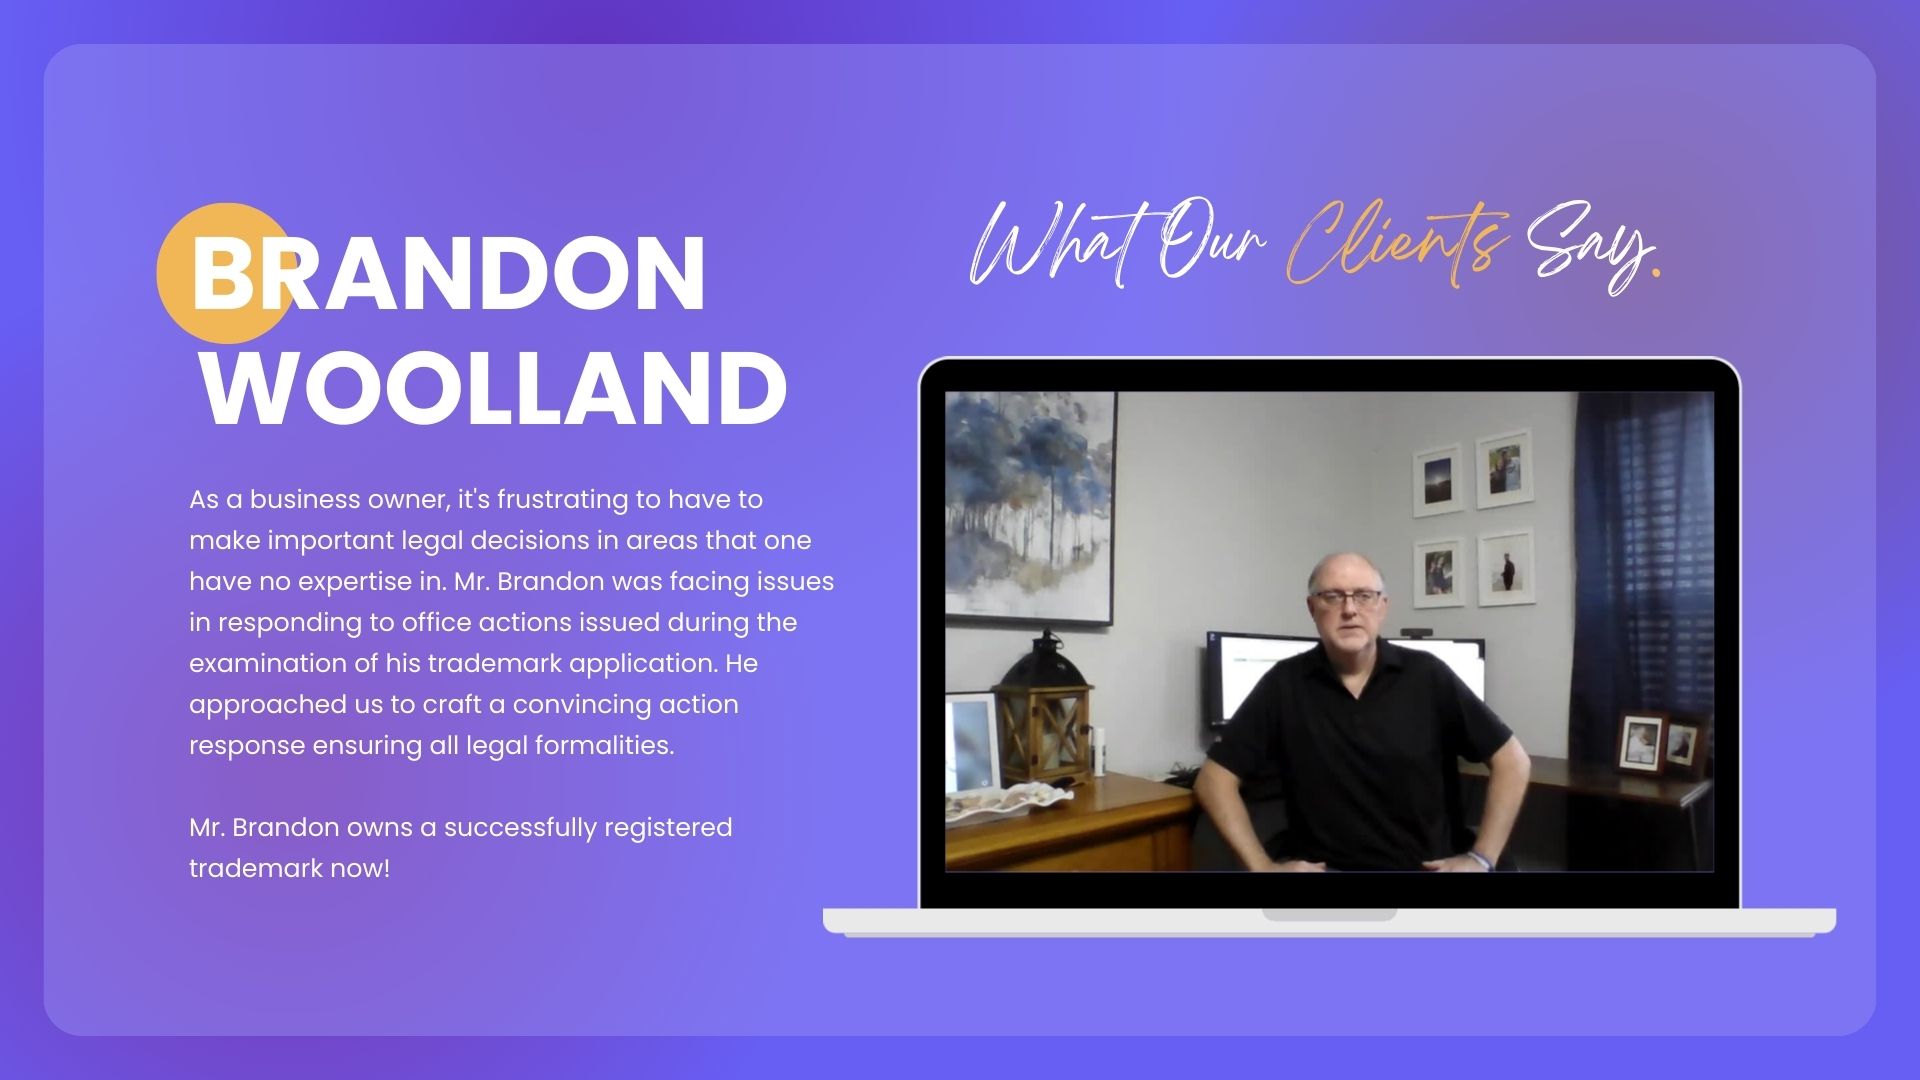 BRANDON
WOOLLAND
As a business owner, it's frustrating to have to
make important legal decisions in areas that one
have no expertise in. Mr. Brandon was facing issues
in responding to office actions issued during the
examination of his trademark application. He
approached us to craft a convincing action
response ensuring all legal formalities.
Mr. Brandon owns a successfully registered
trademark now!
What Our Clients Say.